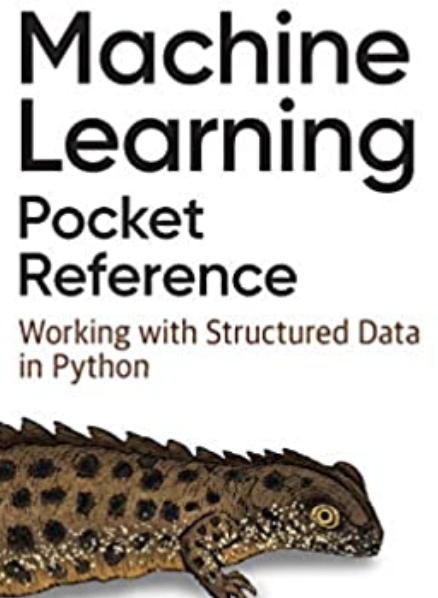 Machine
Learning
Pocket
Reference
Working with Structured Data
in Python